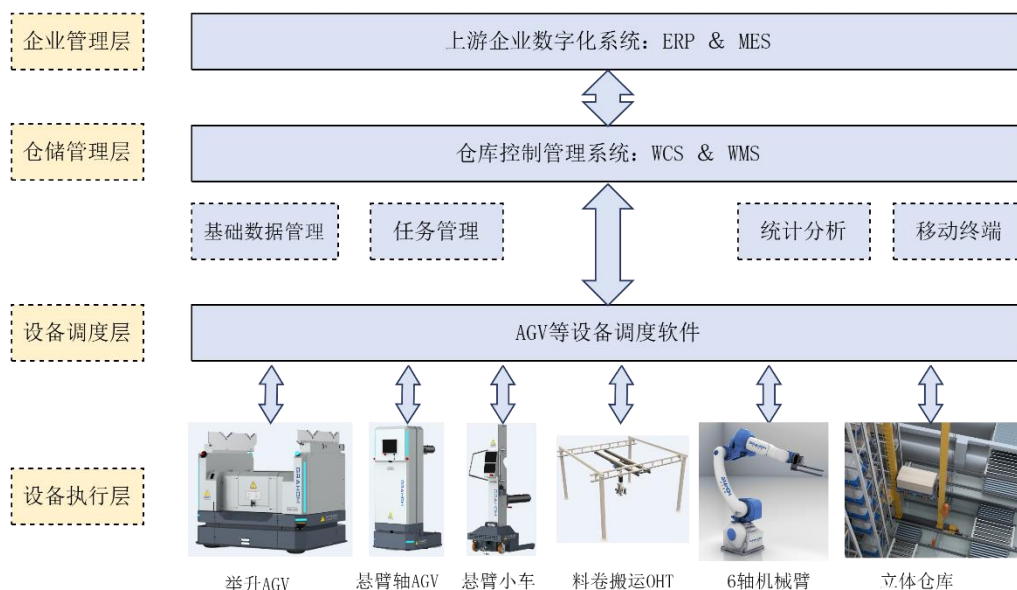 企业管理层
上游企业数字化系统：ERP & MES
仓储管理层
仓库控制管理系统：WCS & WMS
基础数据管理
任务管理
统计分析
移动终端
设备调度层
AGV等设备调度软件
设备执行层
举升AGV
悬臂轴AGV
悬臂小车
料卷搬运OHT
6轴机械臂
立体仓库